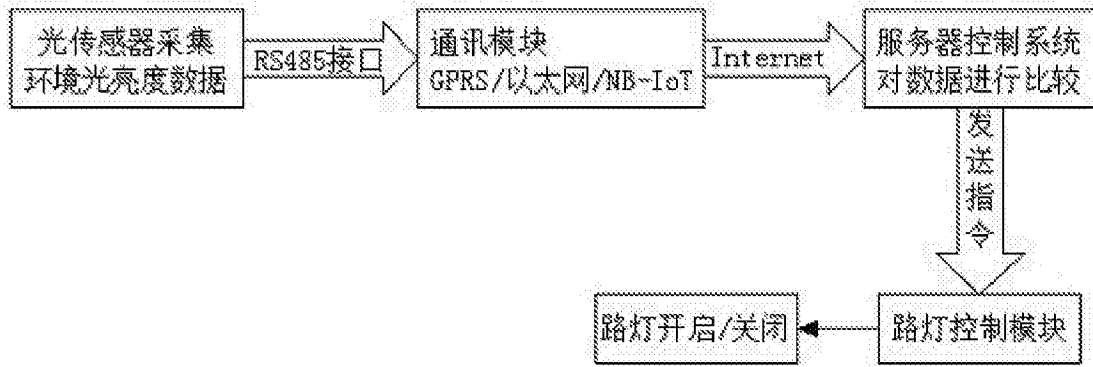 光传感器采集
环境光亮度数据
RS485接口
通讯模块
GPRS/以太网/NB-IoT
Internet
服务器控制系统
对数据进行比较
发送指令
路灯控制模块
路灯开启/关闭